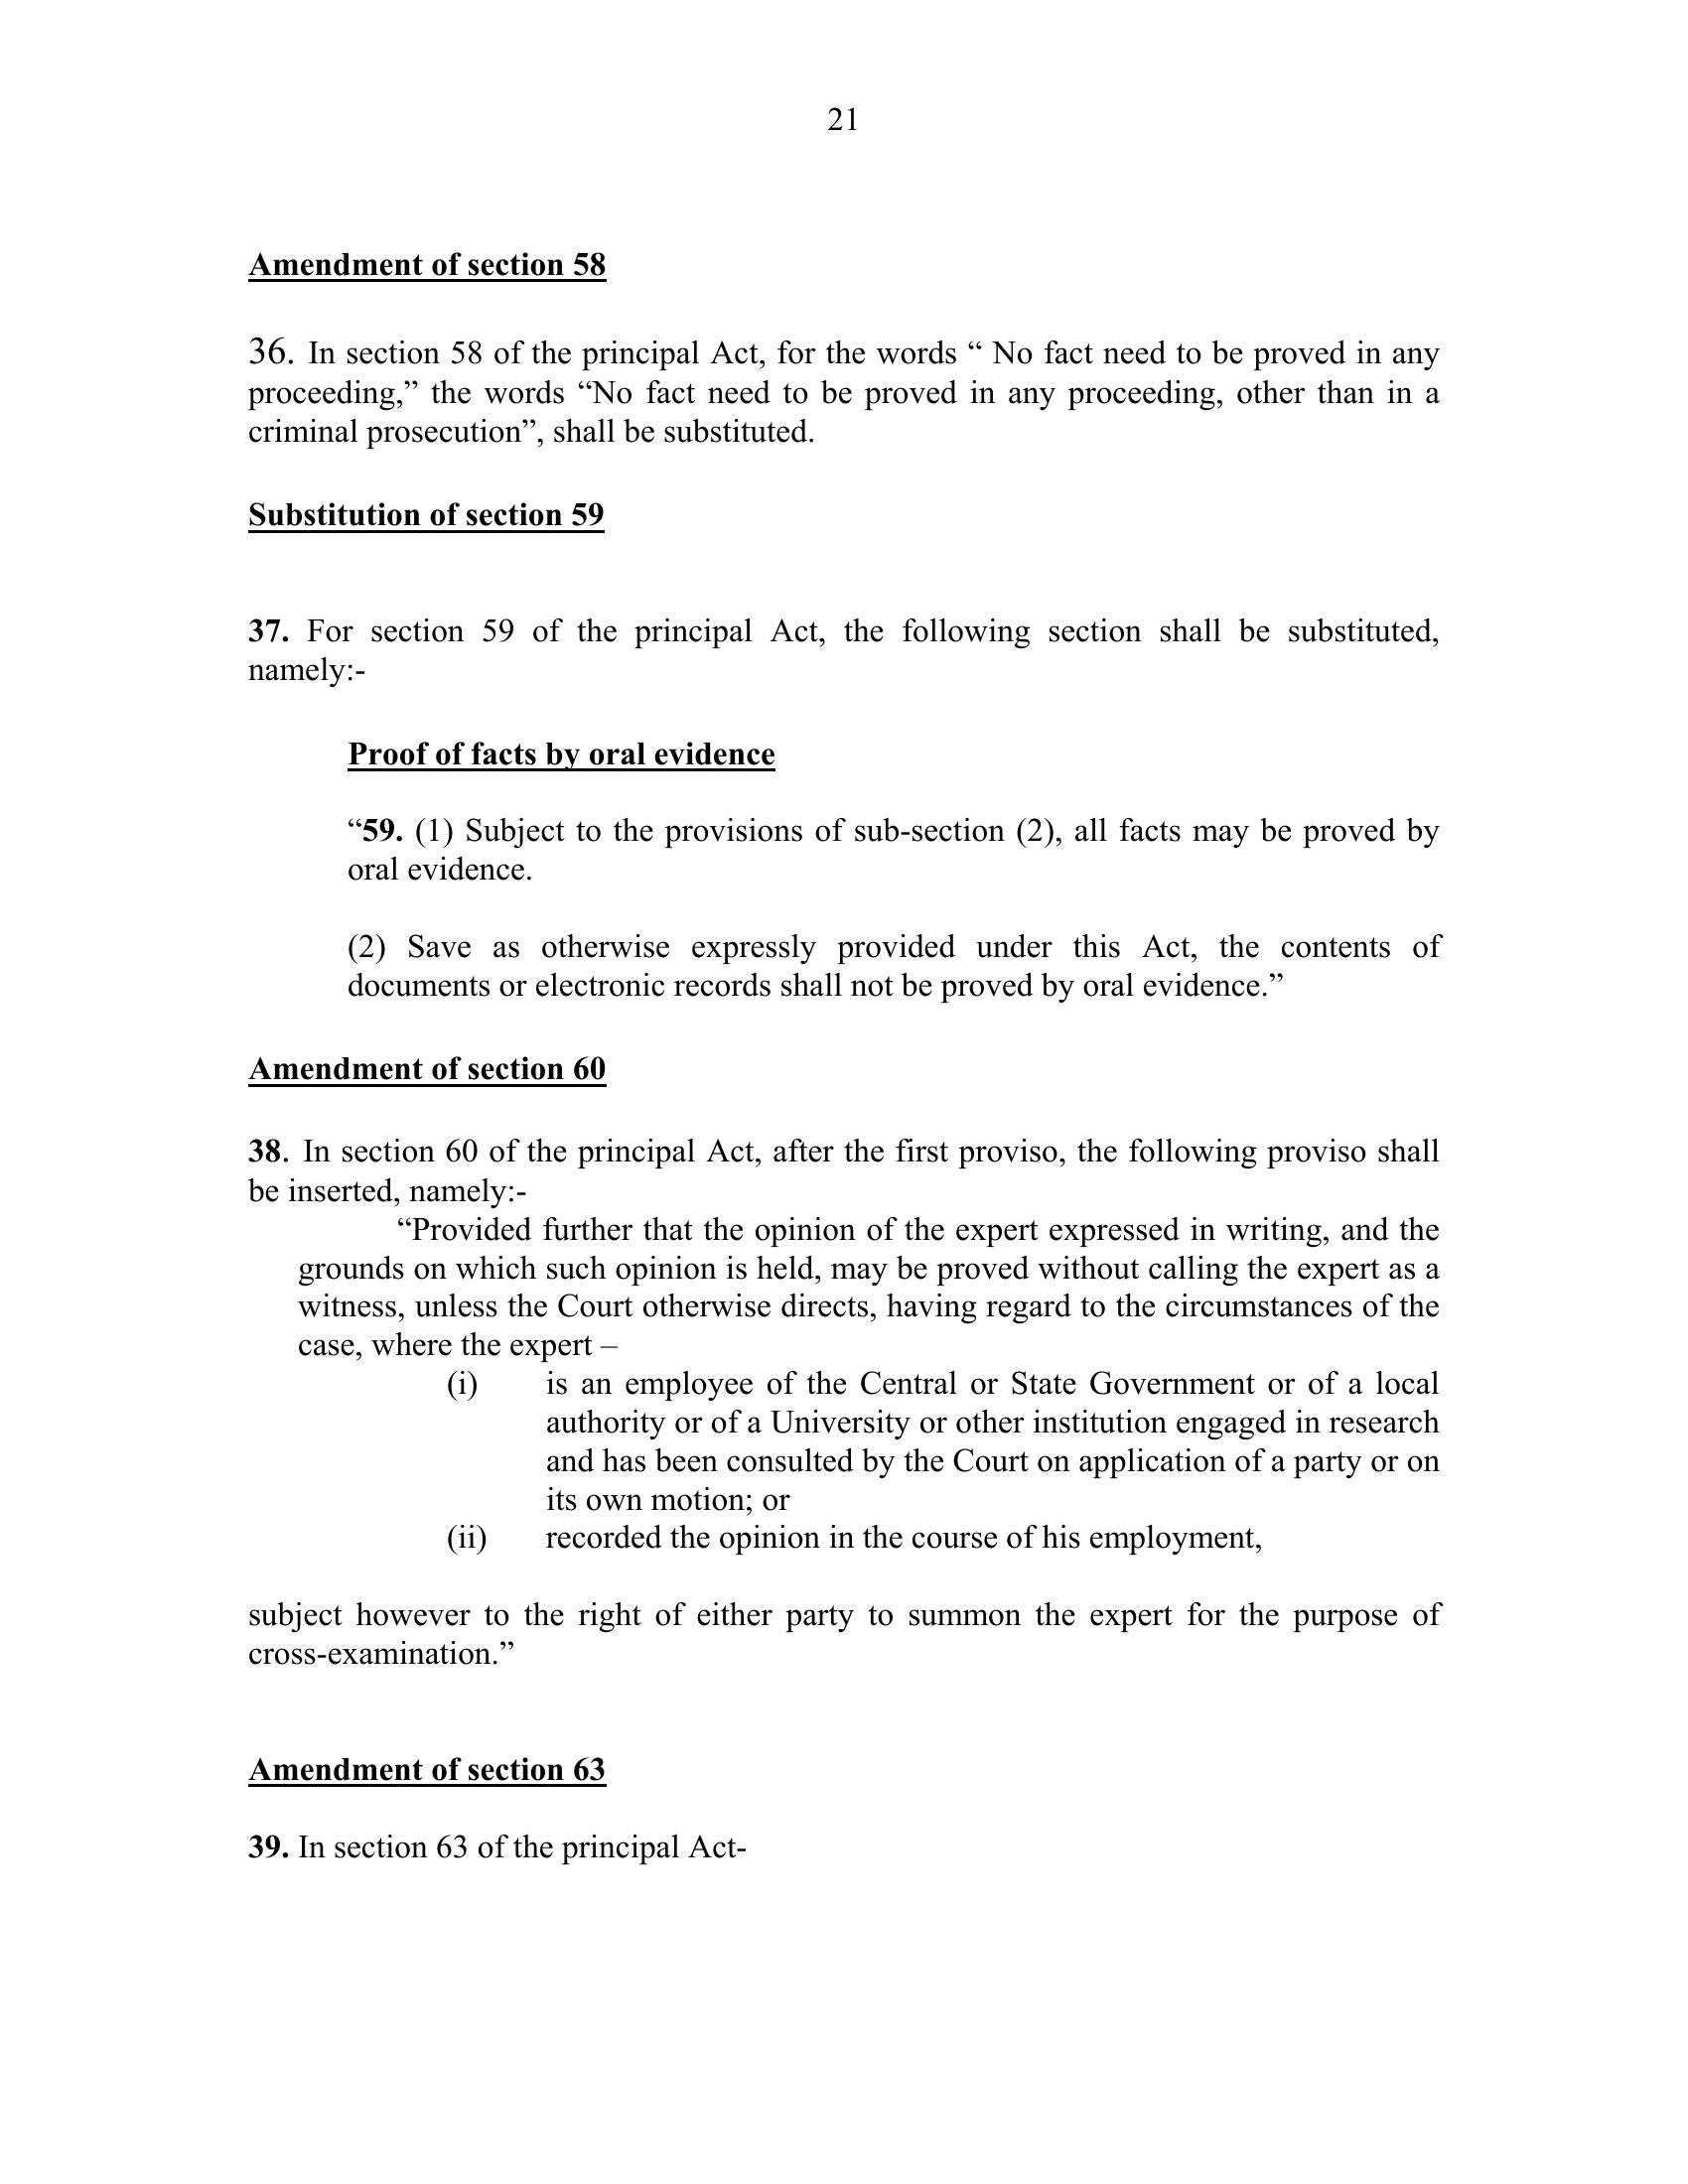 21
Amendment of section 58
36. In section 58 of the principal Act, for the words “ No fact need to be proved in any
proceeding,” the words “No fact need to be proved in any proceeding, other than in a
criminal prosecution”, shall be substituted.
Substitution of section 59
37. For section 59 of the principal Act, the following section shall be substituted,
namely:-
Proof of facts by oral evidence
“59. (1) Subject to the provisions of sub-section (2), all facts may be proved by
oral evidence.
(2) Save as otherwise expressly provided under this Act, the contents of
documents or electronic records shall not be proved by oral evidence.”
Amendment of section 60
38. In section 60 of the principal Act, after the first proviso, the following proviso shall
be inserted, namely:-
“Provided further that the opinion of the expert expressed in writing, and the
grounds on which such opinion is held, may be proved without calling the expert as a
witness, unless the Court otherwise directs, having regard to the circumstances of the
case, where the expert –
(i) is an employee of the Central or State Government or of a local
authority or of a University or other institution engaged in research
and has been consulted by the Court on application of a party or on
its own motion; or
(ii) recorded the opinion in the course of his employment,
subject however to the right of either party to summon the expert for the purpose of
cross-examination.”
Amendment of section 63
39. In section 63 of the principal Act-